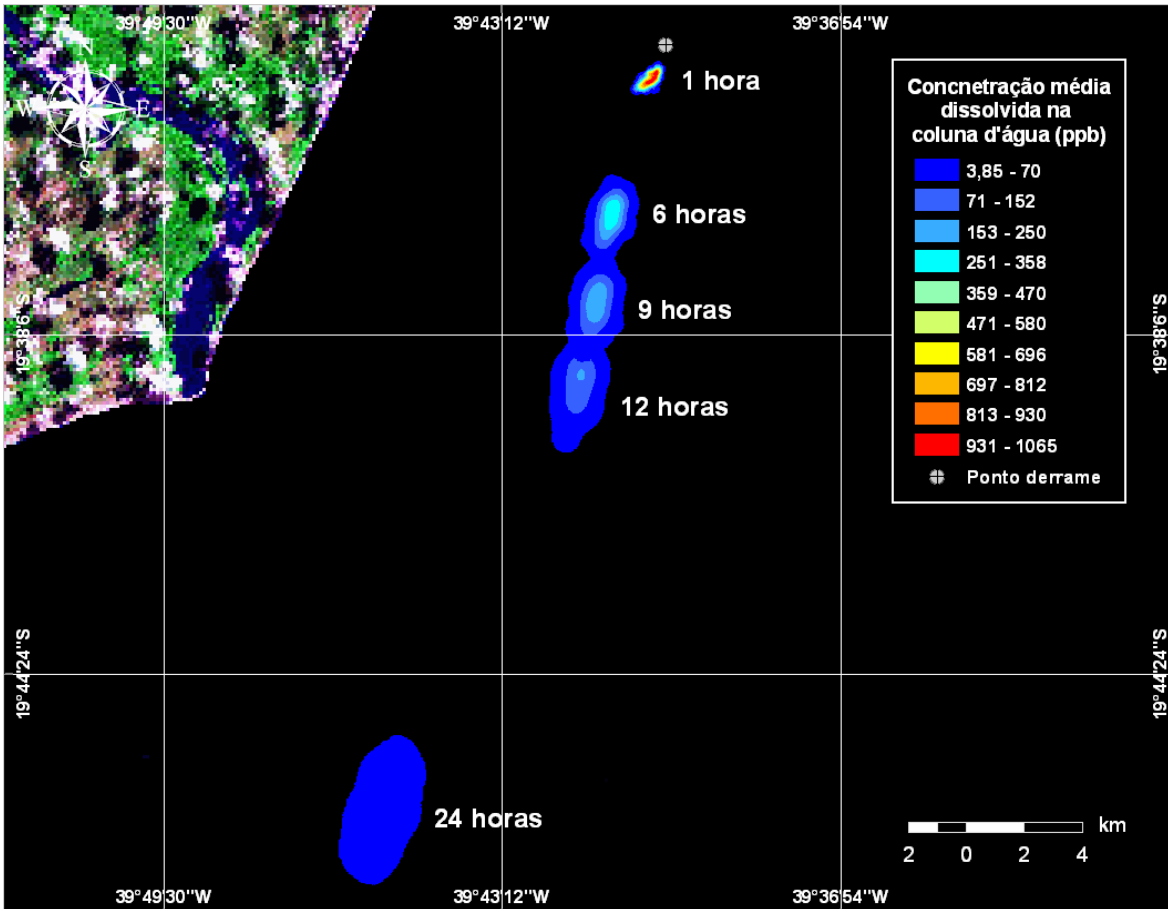 39°49'30"W
39°43'12"W
39°36'54"W
N
W
E
S
1 hora
6 horas
9 horas
12 horas
24 horas
19°38'6"S
19°38'6"S
19°44'24"S
19°44'24"S
Concnetração média
dissolvida na
coluna d'água (ppb)
3,85 - 70
71 - 152
153 - 250
251 - 358
359 - 470
471 - 580
581 - 696
697 - 812
813 - 930
931 - 1065
Ponto derrame
km
2 0 2 4
39°49'30"W
39°43'12"W
39°36'54"W